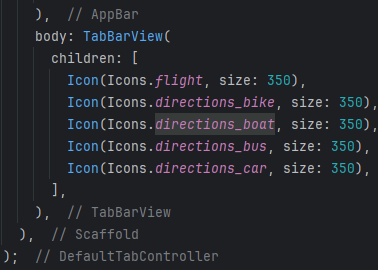 ),  // AppBar
body: TabBarView(
children: [
Icon(Icons.flight, size: 350),
Icon(Icons.directions_bike, size: 350),
Icon(Icons.directions_boat, size: 350),
Icon(Icons.directions_bus, size: 350),
Icon(Icons.directions_car, size: 350),
],
),  // TabBarView
),  // Scaffold
);  // DefaultTabController